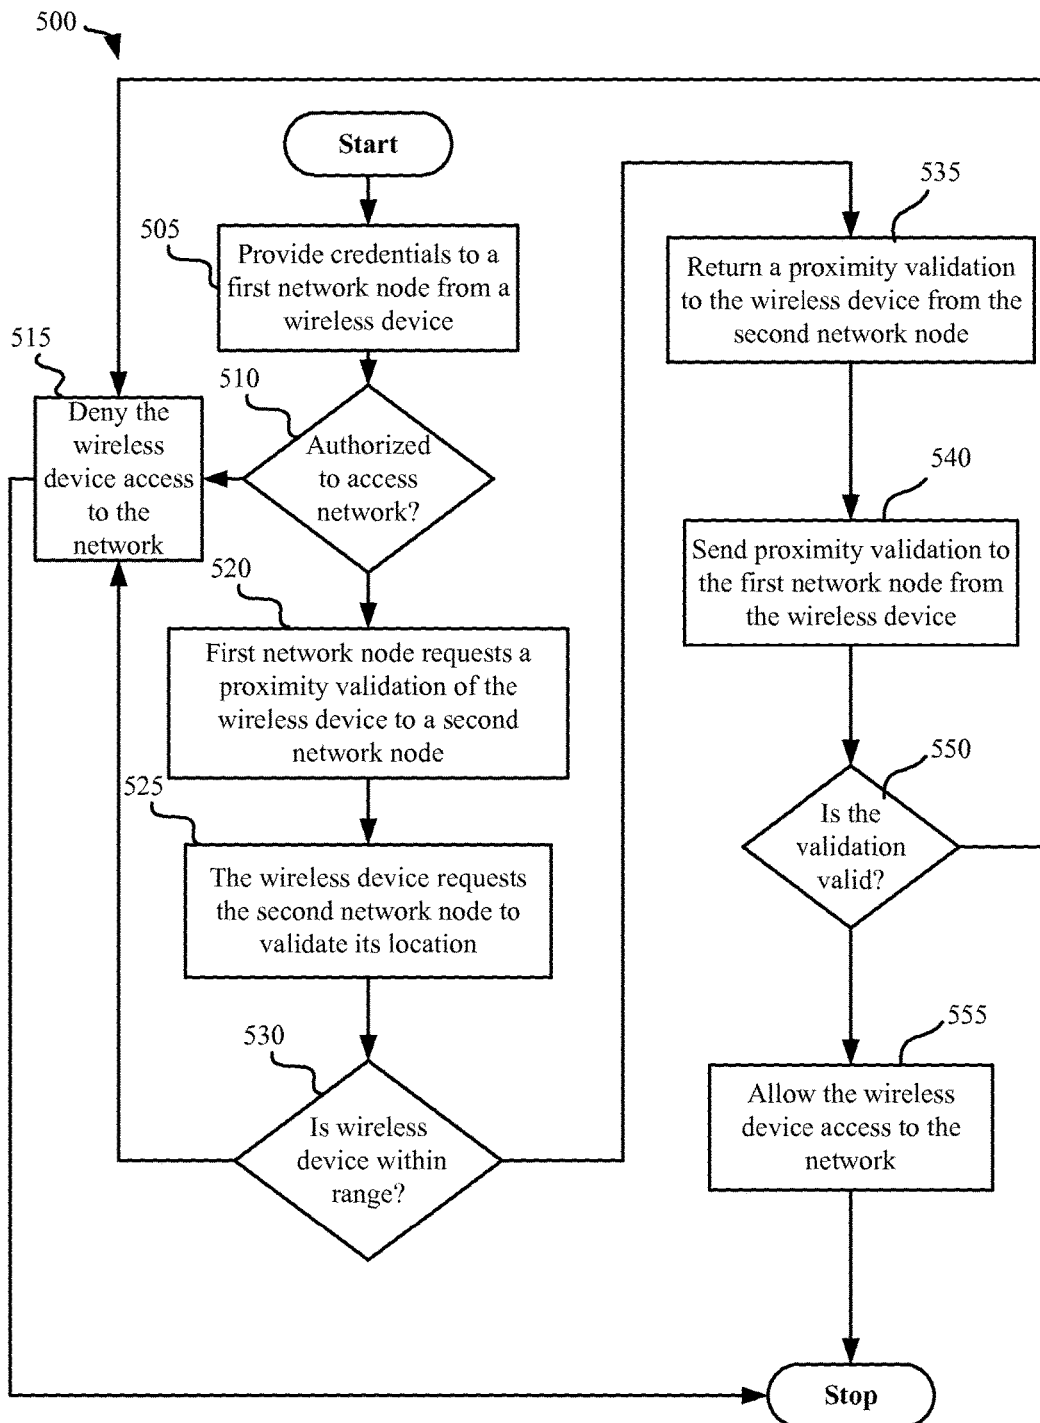 500
Start
505
Provide credentials to a
first network node from a
wireless device
510
Authorized
to access
network?
515
Deny the
wireless
device access
to the
network
520
First network node requests a
proximity validation of the
wireless device to a second
network node
525
The wireless device requests
the second network node to
validate its location
530
Is wireless
device within
range?
535
Return a proximity validation
to the wireless device from the
second network node
540
Send proximity validation to
the first network node from
the wireless device
550
Is the
validation
valid?
555
Allow the wireless
device access to the
network
Stop